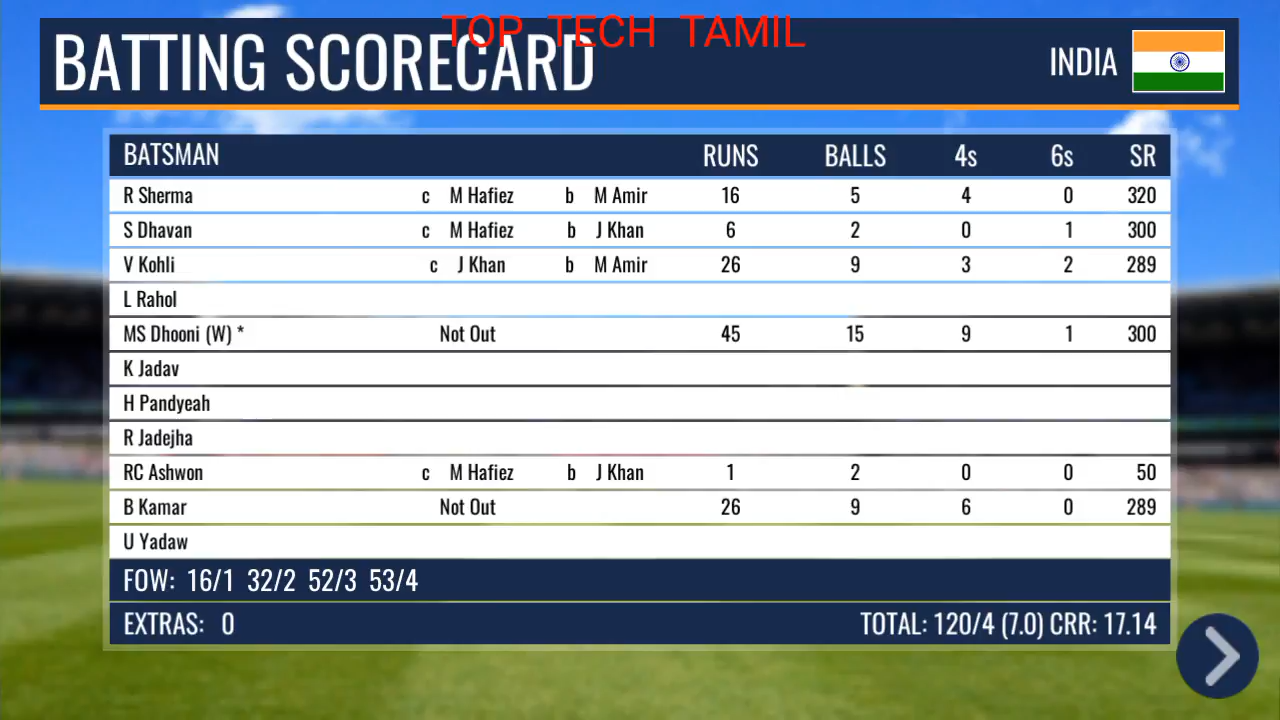 TOP TECH TAMIL
BATTING SCORECARD INDIA
BATSMAN RUNS BALLS 4s 6s SR
R Sherma c M Hafiez b M Amir 16 5 4 0 320
S Dhavan c M Hafiez b J Khan 6 2 0 1 300
V Kohli c J Khan b M Amir 26 9 3 2 289
L Rahol
MS Dhooni (W) * Not Out 45 15 9 1 300
K Jadav
H Pandyeah
R Jadejha
RC Ashwon c M Hafiez b J Khan 1 2 0 0 50
B Kamar Not Out 26 9 6 0 289
U Yadaw
FOW: 16/1 32/2 52/3 53/4
EXTRAS: 0 TOTAL: 120/4 (7.0) CRR: 17.14